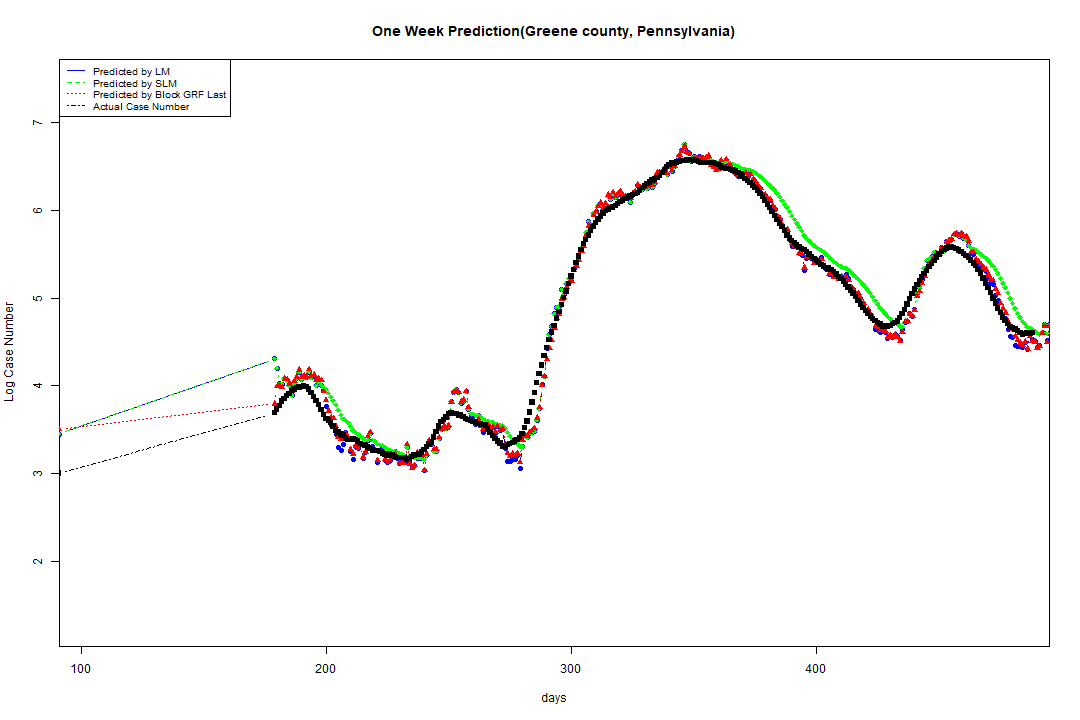 One Week Prediction(Greene county, Pennsylvania)
Predicted by LM
Predicted by SLM
Predicted by Block GRF Last
Actual Case Number
7
6
5
4
3
2
Log Case Number
100 200 300 400
days